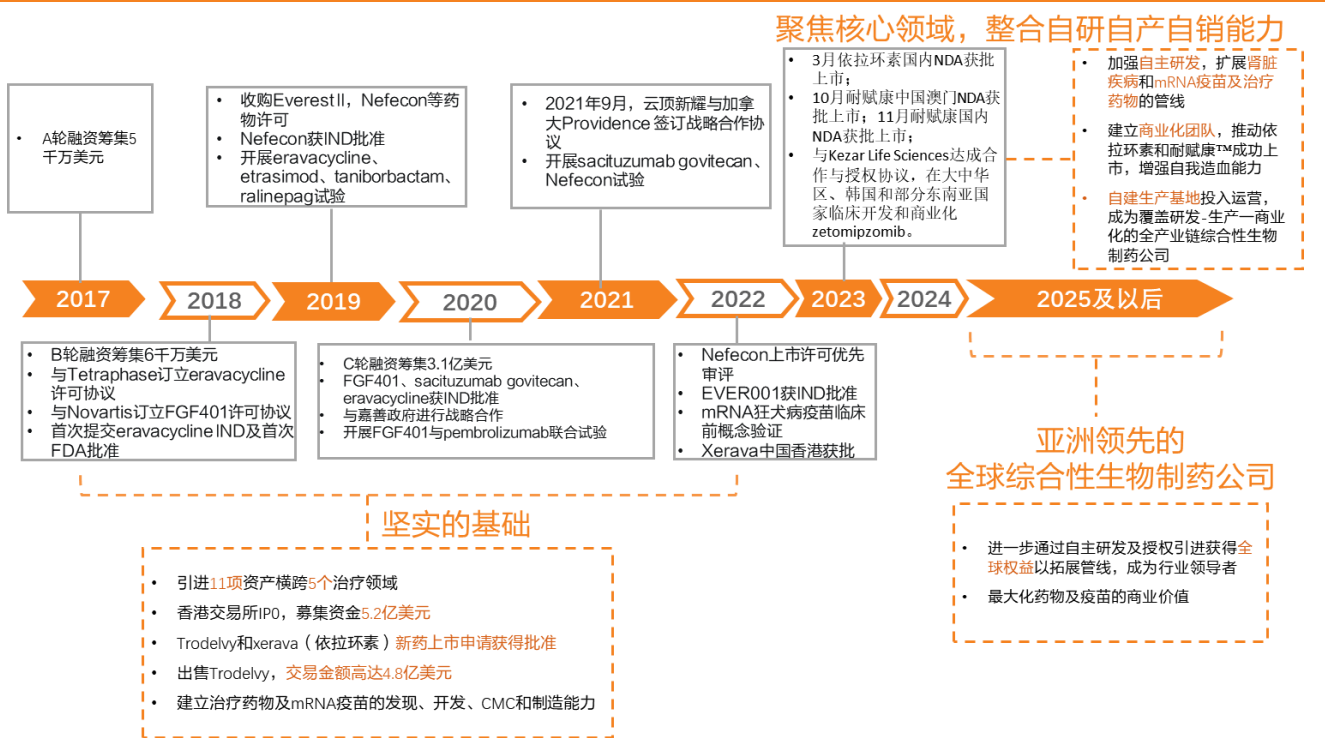 聚焦核心领域，整合自研自产自销能力
• A轮融资筹集5
千万美元
• 收购EverestⅡ，Nefecon等药
物许可
• Nefecon获IND批准
• 开展eravacycline、
etrasimod、taniborbactam、
ralinepag试验
• 2021年9月，云顶新耀与加拿
大Providence 签订战略合作协
议
• 开展sacituzumab govitecan、
Nefecon试验
• 3月依拉环素国内NDA获批
上市；
• 10月耐赋康中国澳门NDA获
批上市；11月耐赋康国内
NDA获批上市；
• 与Kezar Life Sciences达成合
作与授权协议，在大中华
区、韩国和部分东南亚国
家临床开发和商业化
zetomipzomib。
• 加强自主研发，扩展肾脏
疾病和mRNA疫苗及治疗
药物的管线
• 建立商业化团队，推动依
拉环素和耐赋康™成功上
市，增强自我造血能力
• 自建生产基地投入运营，
成为覆盖研发-生产一商业
化的全产业链综合性生物
制药公司
2017
2018
2019
2020
2021
2022
2023
2024
2025及以后
• B轮融资筹集6千万美元
• 与Tetraphase订立eravacycline
许可协议
• 与Novartis订立FGF401许可协议
• 首次提交eravacycline IND及首次
FDA批准
• C轮融资筹集3.1亿美元
• FGF401、sacituzumab govitecan、
eravacycline获IND批准
• 与嘉善政府进行战略合作
• 开展FGF401与pembrolizumab联合试验
• Nefecon上市许可优先
审评
• EVER001获IND批准
• mRNA狂犬病疫苗临床
前概念验证
• Xerava中国香港获批
坚实的基础
• 引进11项资产横跨5个治疗领域
• 香港交易所IPO，募集资金5.2亿美元
• Trodelvy和xerava（依拉环素）新药上市申请获得批准
• 出售Trodelvy，交易金额高达4.8亿美元
• 建立治疗药物及mRNA疫苗的发现、开发、CMC和制造能力
亚洲领先的
全球综合性生物制药公司
• 进一步通过自主研发及授权引进获得全
球权益以拓展管线，成为行业领导者
• 最大化药物及疫苗的商业价值